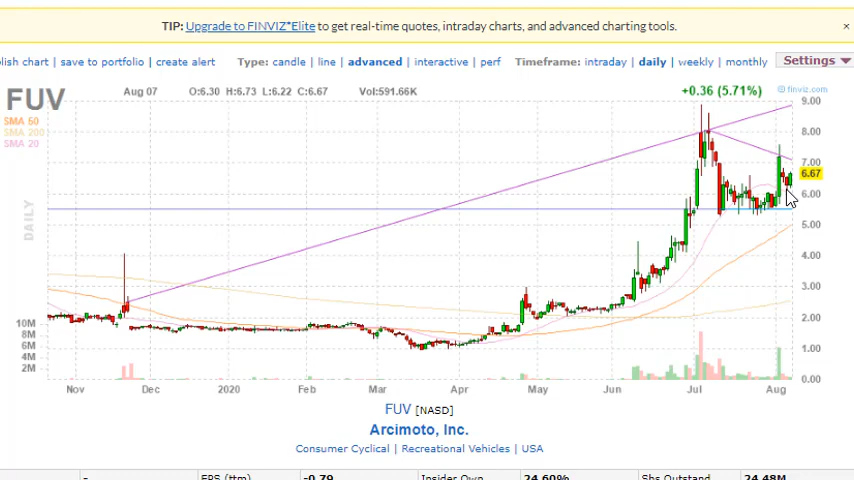 TIP: Upgrade to FINVIZ*Elite to get real-time quotes, intraday charts, and advanced charting tools. ×
lish chart | save to portfolio | create alert Type: candle | line | advanced | interactive | perf Timeframe: intraday | daily | weekly | monthly Settings ▼
FUV Aug 07 O:6.30 H:6.73 L:6.22 C:6.67 Vol:591.66K +0.36 (5.71%) © finviz.com
9.00
SMA 50
SMA 200
SMA 20
8.00
7.00
6.67
6.00
DAILY
5.00
4.00
3.00
10M 2.00
8M
6M
4M 1.00
2M
0.00
Nov Dec 2020 Feb Mar Apr May Jun Jul Aug
FUV [NASD]
Arcimoto, Inc.
Consumer Cyclical | Recreational Vehicles | USA
- EPS (ttm) -0.79 Insider Own 24.60% Shs Outstand 24.48M